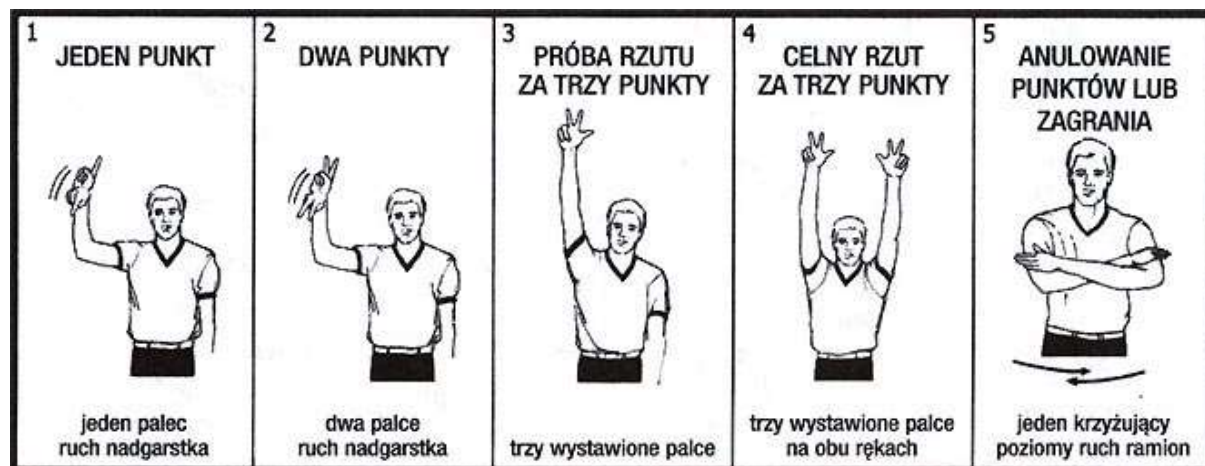 1
JEDEN PUNKT
jeden palec
ruch nadgarstka
2
DWA PUNKTY
dwa palce
ruch nadgarstka
3
PRÓBA RZUTU
ZA TRZY PUNKTY
trzy wystawione palce
4
CELNY RZUT
ZA TRZY PUNKTY
trzy wystawione palce
na obu rękach
5
ANULOWANIE
PUNKTÓW LUB
ZAGRANIA
jeden krzyżujący
poziomy ruch ramion